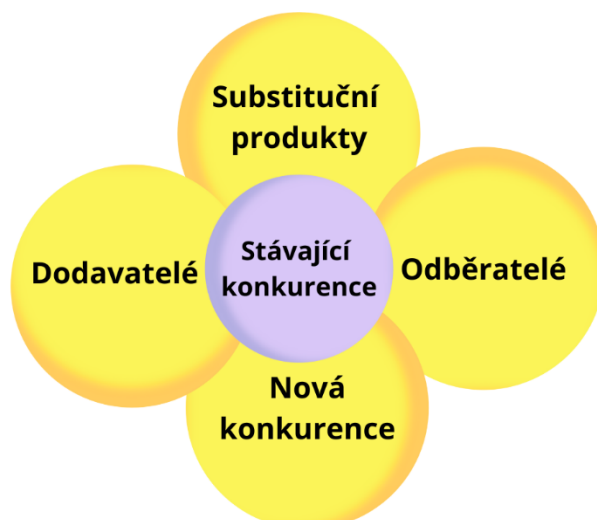 Substituční
produkty
Dodavatelé
Stávající
konkurence
Odběratelé
Nová
konkurence